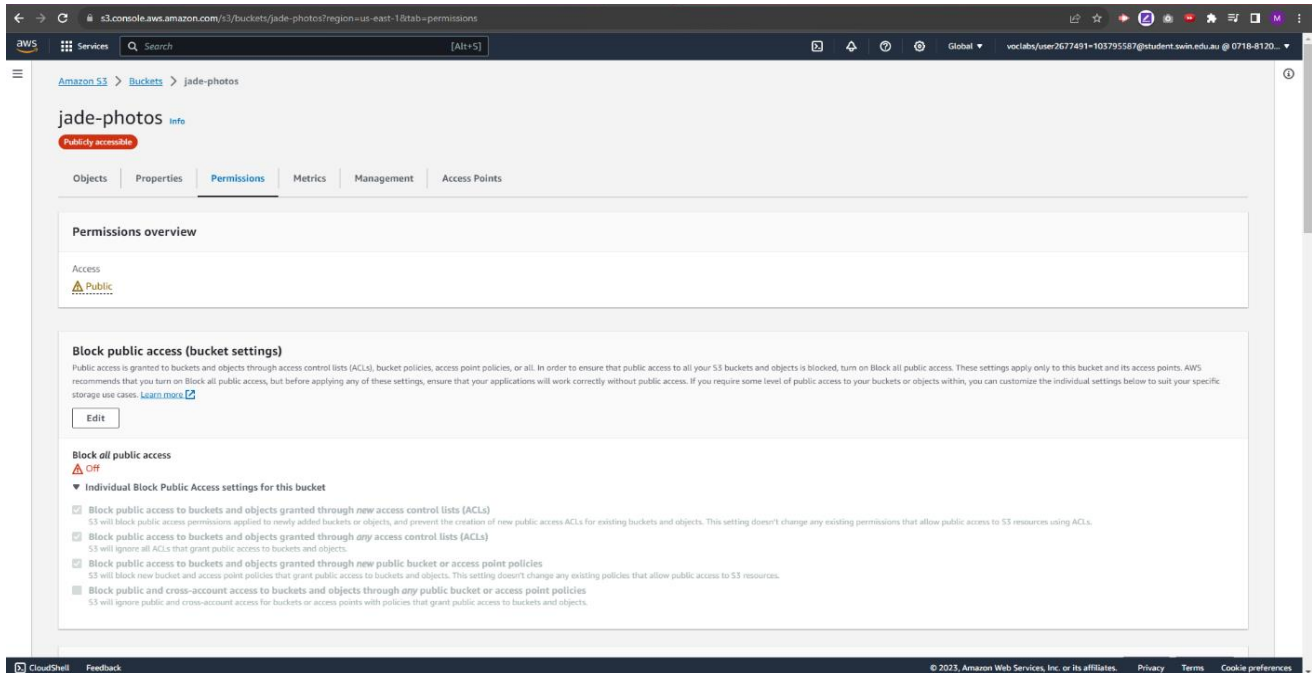 s3.console.aws.amazon.com/s3/buckets/jade-photos?region=us-east-1&tab=permissions
aws Services Search [Alt+S] Global voclabs/user2677491=103795587@student.swin.edu.au @ 0718-8120...
Amazon S3 > Buckets > jade-photos
jade-photos Info
Publicly accessible
Objects Properties Permissions Metrics Management Access Points
Permissions overview
Access
Public
Block public access (bucket settings)
Public access is granted to buckets and objects through access control lists (ACLs), bucket policies, access point policies, or all. In order to ensure that public access to all your S3 buckets and objects is blocked, turn on Block all public access. These settings apply only to this bucket and its access points. AWS
recommends that you turn on Block all public access, but before applying any of these settings, ensure that your applications will work correctly without public access. If you require some level of public access to your buckets or objects within, you can customize the individual settings below to suit your specific
storage use cases. Learn more
Edit
Block all public access
Off
Individual Block Public Access settings for this bucket
Block public access to buckets and objects granted through new access control lists (ACLs)
S3 will block public access permissions applied to newly added buckets or objects, and prevent the creation of new public access ACLs for existing buckets and objects. This setting doesn't change any existing permissions that allow public access to S3 resources using ACLs.
Block public access to buckets and objects granted through any access control lists (ACLs)
S3 will ignore all ACLs that grant public access to buckets and objects.
Block public access to buckets and objects granted through new public bucket or access point policies
S3 will block new bucket and access point policies that grant public access to buckets and objects. This setting doesn't change any existing policies that allow public access to S3 resources.
Block public and cross-account access to buckets and objects through any public bucket or access point policies
S3 will ignore public and cross-account access for buckets or access points with policies that grant public access to buckets and objects.
CloudShell Feedback © 2023, Amazon Web Services, Inc. or its affiliates. Privacy Terms Cookie preferences